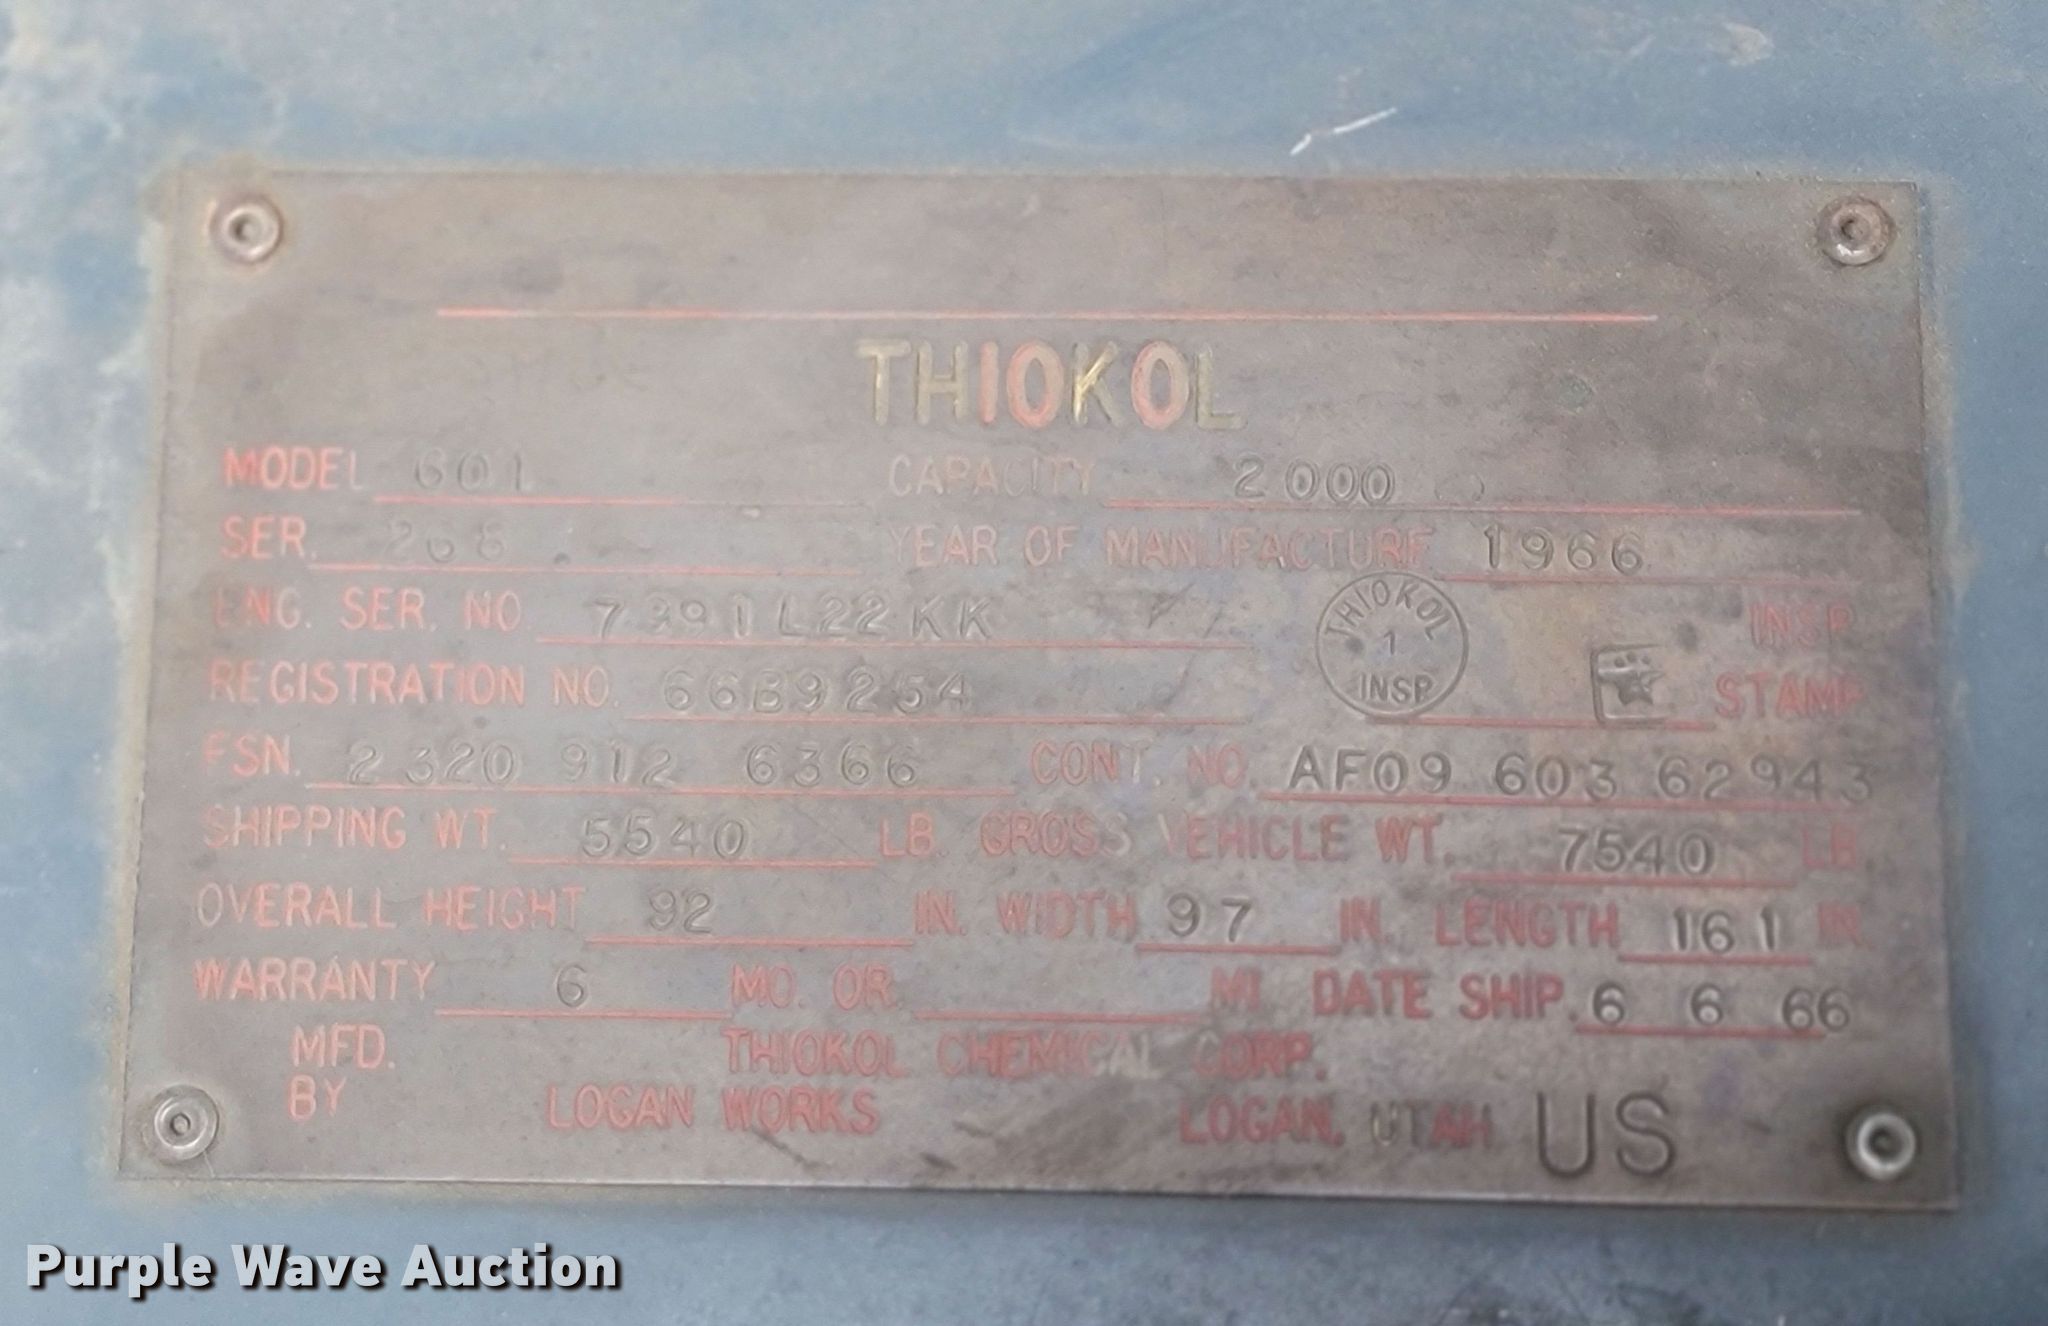 THIOKOL
MODEL 601 CAPACITY 2000
SER. 268 YEAR OF MANUFACTURE 1966
ENG. SER. NO 7391L22KK THIOKOL 1 INSP INSP.
REGISTRATION NO. 66B9254 STAMP
FSN. 2320 912 6366 CONT. NO. AF09 603 62943
SHIPPING WT. 5540 LB. GROSS VEHICLE WT. 7540 LB.
OVERALL HEIGHT 92 IN. WIDTH 97 IN. LENGTH 161 IN.
WARRANTY 6 MO. OR MI. DATE SHIP. 6 6 66
MFD. THIOKOL CHEMICAL CORP.
BY LOGAN WORKS LOGAN, UTAH US
Purple Wave Auction